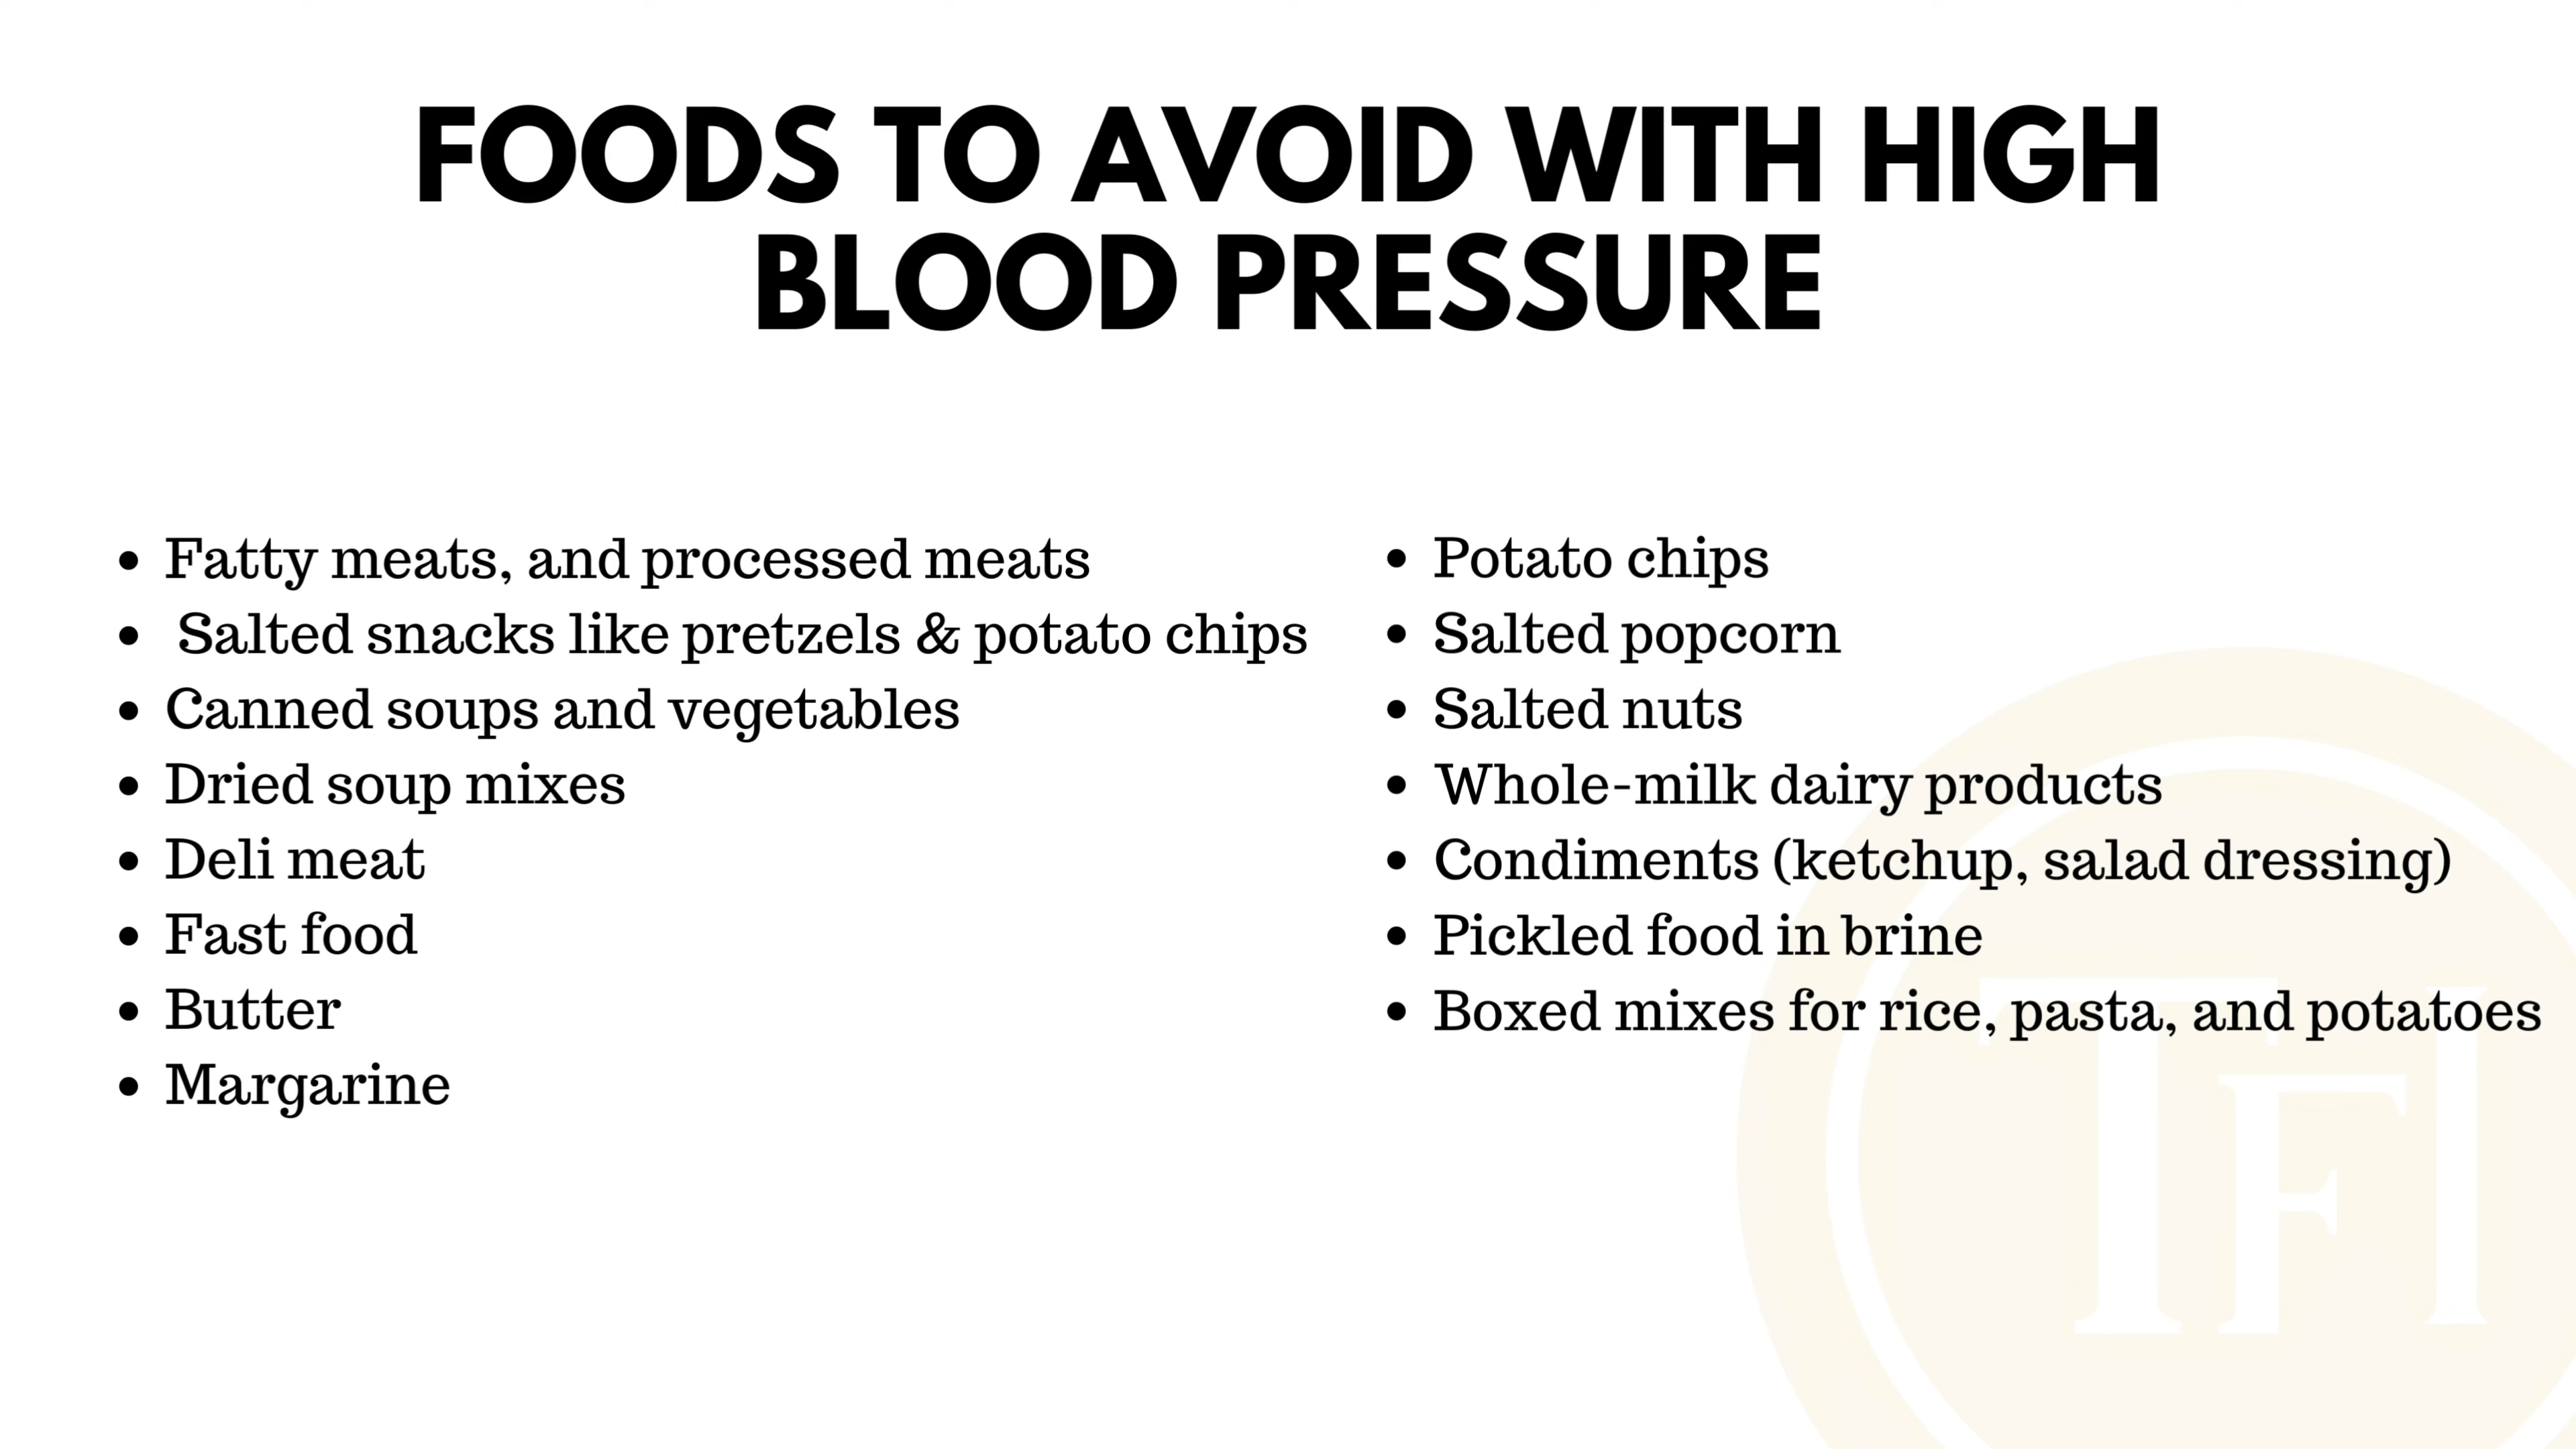 FOODS TO AVOID WITH HIGH
BLOOD PRESSURE
• Fatty meats, and processed meats
• Salted snacks like pretzels & potato chips
• Canned soups and vegetables
• Dried soup mixes
• Deli meat
• Fast food
• Butter
• Margarine
• Potato chips
• Salted popcorn
• Salted nuts
• Whole-milk dairy products
• Condiments (ketchup, salad dressing)
• Pickled food in brine
• Boxed mixes for rice, pasta, and potatoes
TFI